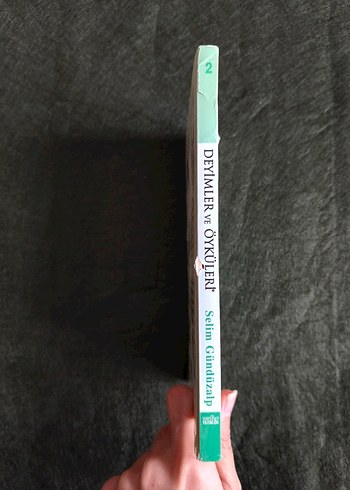 2
DEYİMLER VE ÖYKÜLERİ
Selim Gündüzalp